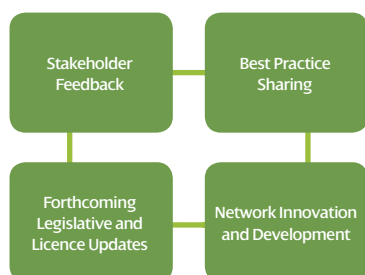 Stakeholder
Feedback
Best Practice
Sharing
Forthcoming
Legislative and
Licence Updates
Network Innovation
and Development